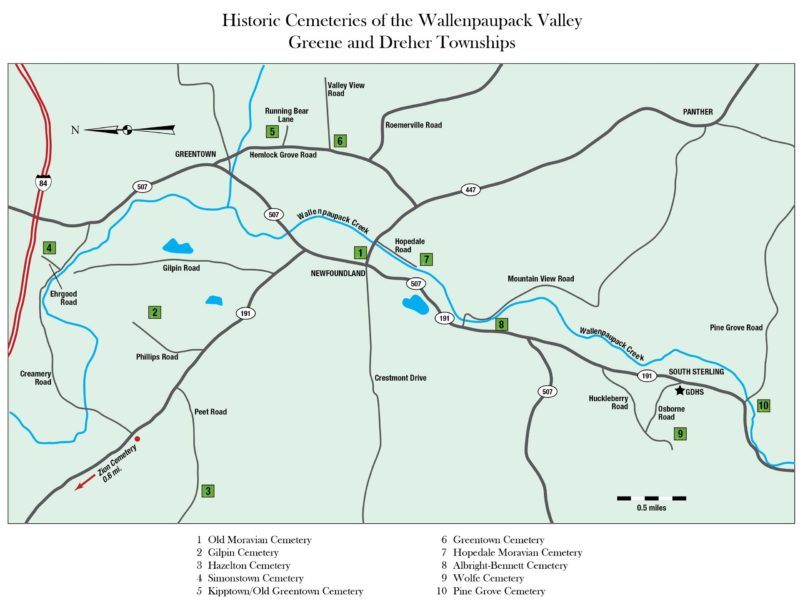 Historic Cemeteries of the Wallenpaupack Valley
Greene and Dreher Townships
Valley View
Road
Running Bear
Lane
5
6
Roemerville Road
PANTHER
N
GREENTOWN
Hemlock Grove Road
84
507
447
507
Wallenpaupack Creek
4
1
Hopedale
Road
7
Gilpin Road
NEWFOUNDLAND
507
Mountain View Road
Ehrgood
Road
2
191
191
8
Wallenpaupack Creek
Pine Grove Road
Phillips Road
Creamery
Road
Crestmont Drive
SOUTH STERLING
191
GDHS
507
Huckleberry
Road
Osborne
Road
10
Peet Road
9
Zion Cemetery
0.6 mi.
3
0.5 miles
1 Old Moravian Cemetery
2 Gilpin Cemetery
3 Hazelton Cemetery
4 Simonstown Cemetery
5 Kipptown/Old Greentown Cemetery
6 Greentown Cemetery
7 Hopedale Moravian Cemetery
8 Albright-Bennett Cemetery
9 Wolfe Cemetery
10 Pine Grove Cemetery